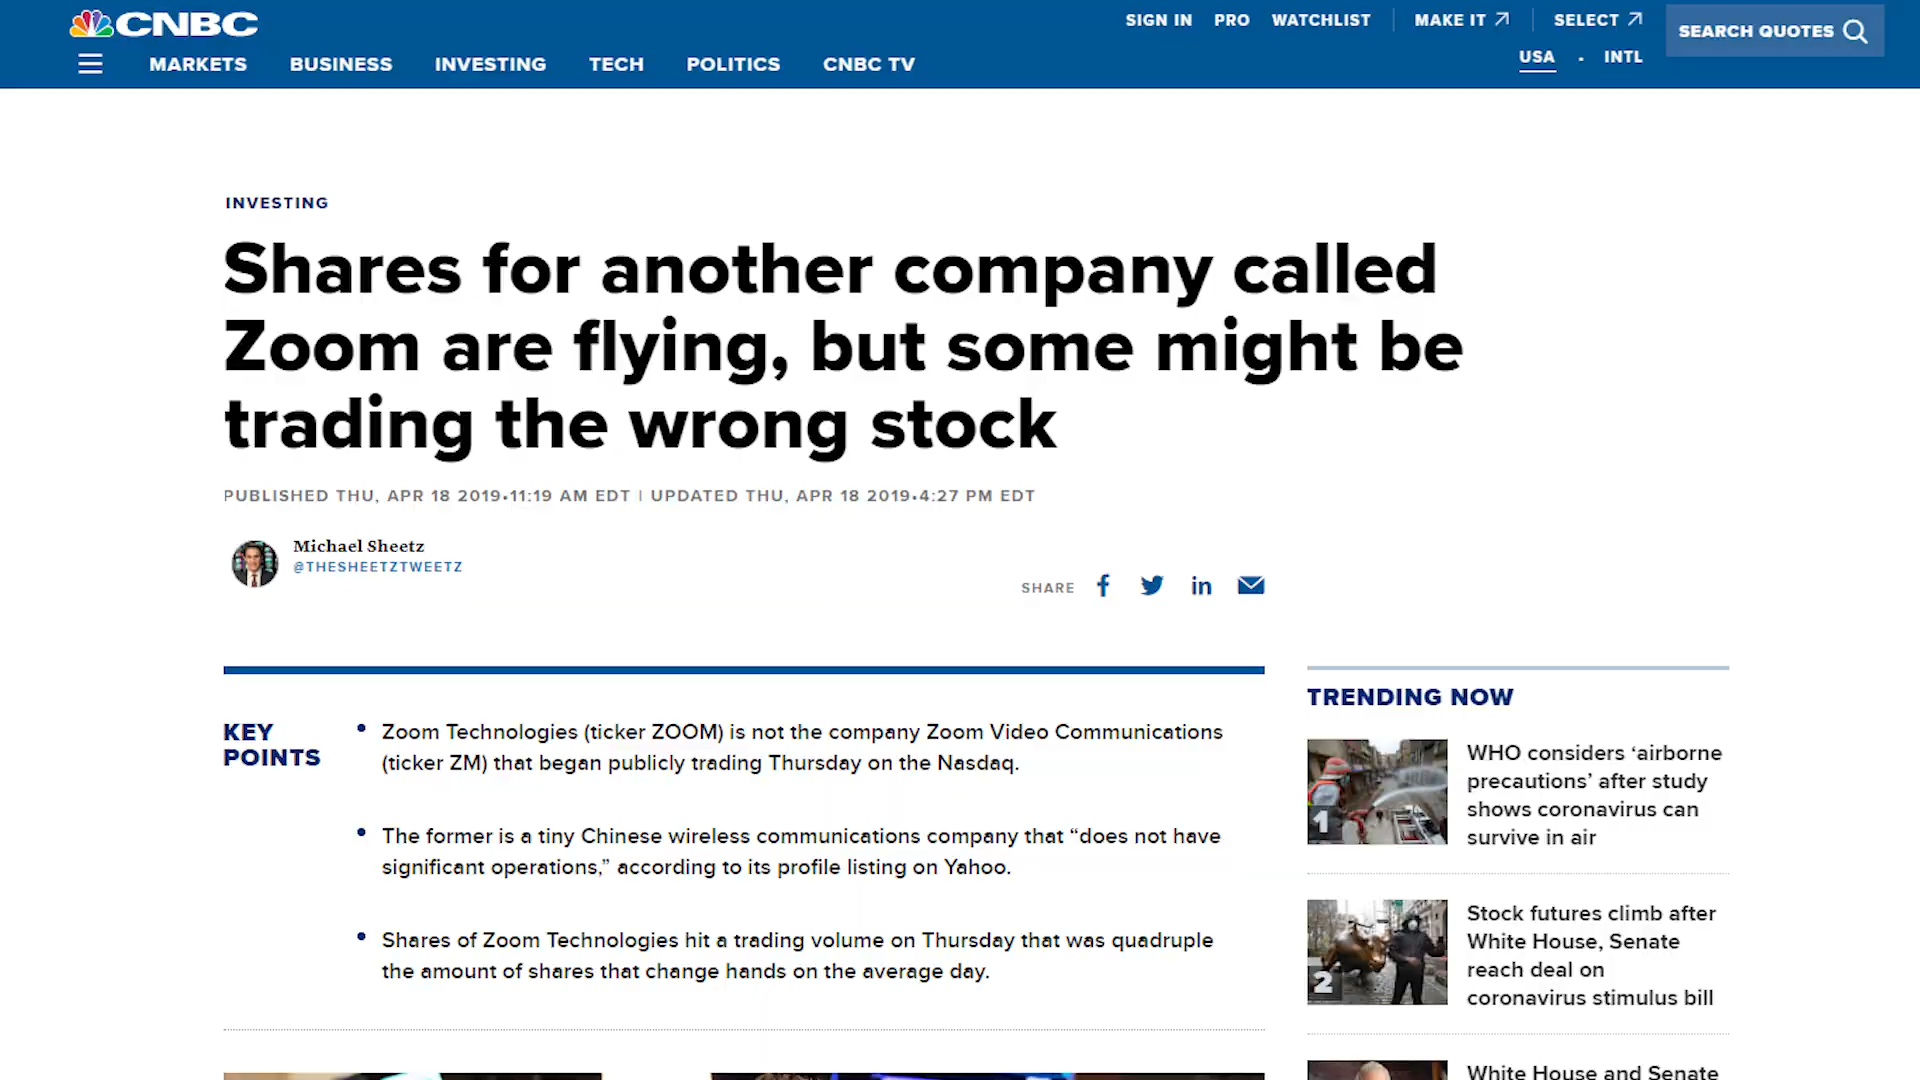 CNBC
SIGN IN PRO WATCHLIST MAKE IT SELECT
SEARCH QUOTES
USA · INTL
MARKETS BUSINESS INVESTING TECH POLITICS CNBC TV
INVESTING
Shares for another company called
Zoom are flying, but some might be
trading the wrong stock
PUBLISHED THU, APR 18 2019•11:19 AM EDT | UPDATED THU, APR 18 2019•4:27 PM EDT
Michael Sheetz
@THESHEETZTWEETZ
SHARE
KEY
POINTS
• Zoom Technologies (ticker ZOOM) is not the company Zoom Video Communications
(ticker ZM) that began publicly trading Thursday on the Nasdaq.
• The former is a tiny Chinese wireless communications company that “does not have
significant operations,” according to its profile listing on Yahoo.
• Shares of Zoom Technologies hit a trading volume on Thursday that was quadruple
the amount of shares that change hands on the average day.
TRENDING NOW
1
WHO considers ‘airborne
precautions’ after study
shows coronavirus can
survive in air
2
Stock futures climb after
White House, Senate
reach deal on
coronavirus stimulus bill
White House and Senate